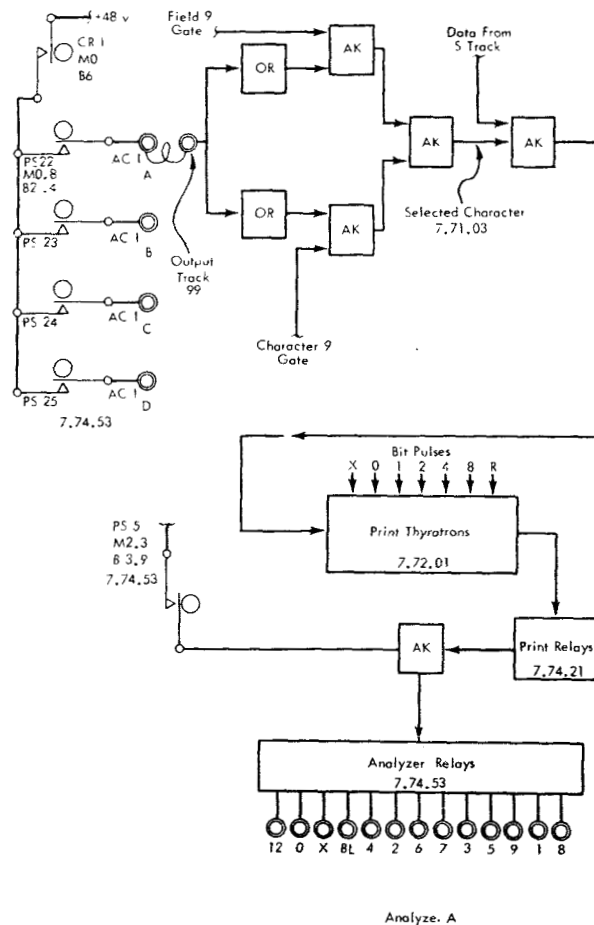 +48 v
CR 1
M0
B6
Field 9
Gate
AK
Data From
S Track
OR
AK
AK
PS22
M0.8
B2.4
AC 1
A
Selected Character
7.71.03
OR
AK
PS 23
AC 1
B
Output
Track
99
PS 24
AC 1
C
Character 9
Gate
PS 25
AC 1
D
7.74.53
Bit Pulses
X 0 1 2 4 8 R
Print Thyratrons
7.72.01
PS 5
M2.3
B 3.9
7.74.53
AK
Print Relays
7.74.21
Analyzer Relays
7.74.53
12 0 X BL 4 2 6 7 3 5 9 1 8
Analyze. A